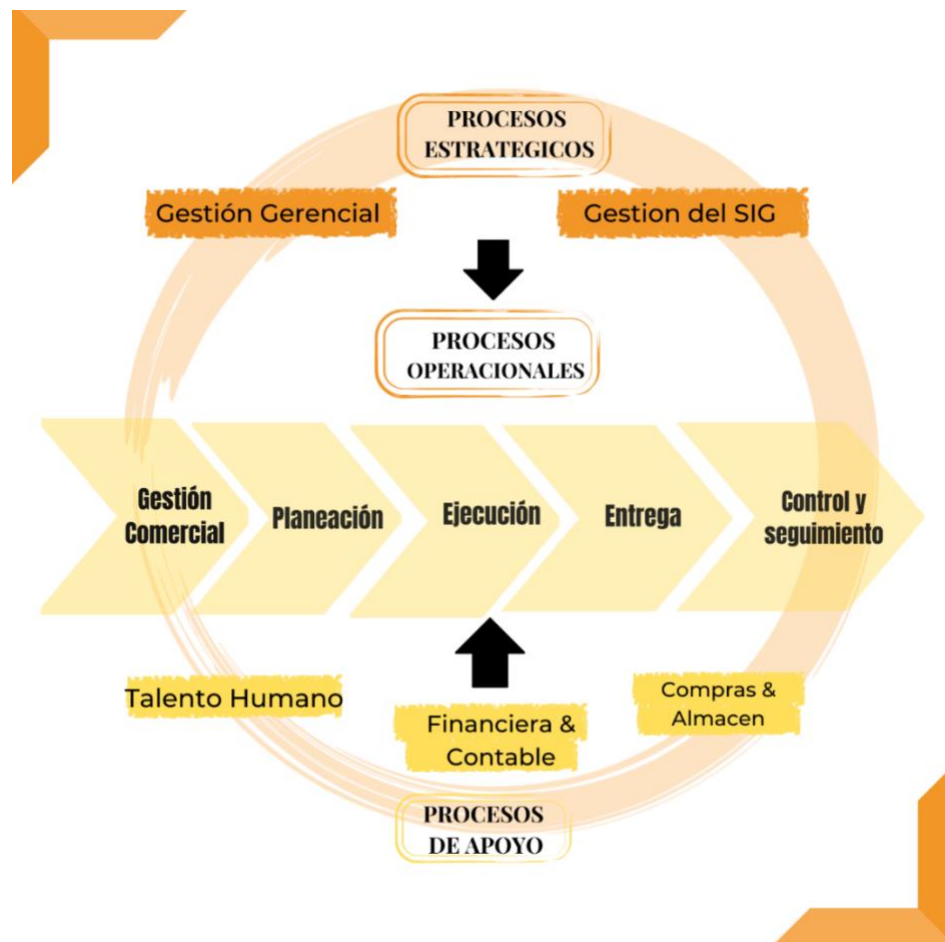 PROCESOS
ESTRATEGICOS
Gestión Gerencial
Gestion del SIG
PROCESOS
OPERACIONALES
Gestión
Comercial
Planeación
Ejecución
Entrega
Control y
seguimiento
Talento Humano
Financiera &
Contable
Compras &
Almacen
PROCESOS
DE APOYO